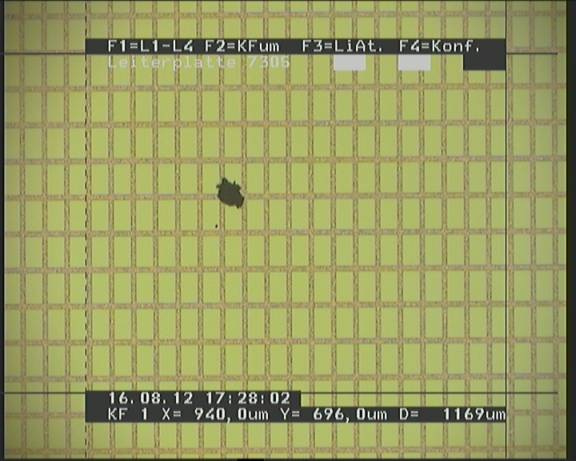 F1=L1-L4 F2=KFum F3=LiAt. F4=Konf.
Leiterplatte 7305
16.08.12 17:28:02
KF 1 X= 940,0um Y= 696,0um D= 1169um